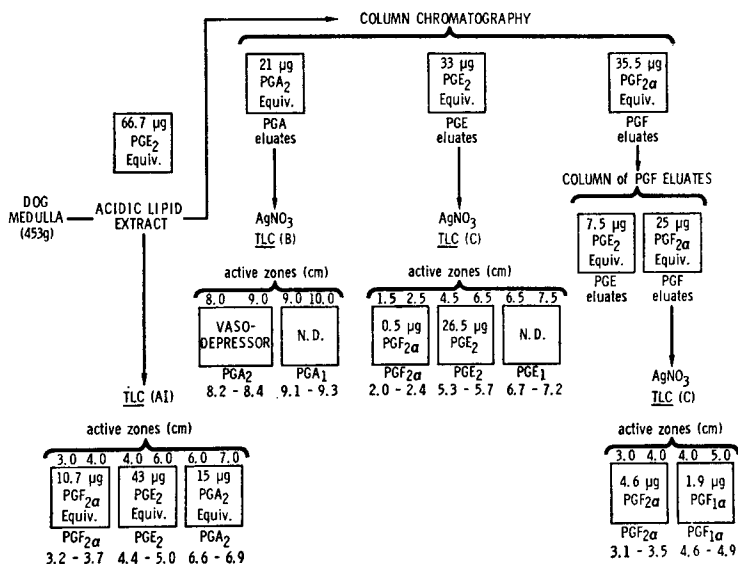 COLUMN CHROMATOGRAPHY
21 µg
PGA2
Equiv.
PGA
eluates
33 µg
PGE2
Equiv.
PGE
eluates
35.5 µg
PGF2α
Equiv.
PGF
eluates
66.7 µg
PGE2
Equiv.
DOG
MEDULLA
(453g)
ACIDIC LIPID
EXTRACT
AgNO3
TLC (B)
AgNO3
TLC (C)
COLUMN of PGF ELUATES
7.5 µg
PGE2
Equiv.
PGE
eluates
25 µg
PGF2α
Equiv.
PGF
eluates
active zones (cm)
8.0 9.0 9.0 10.0
VASO-
DEPRESSOR
N.D.
PGA2 PGA1
8.2 - 8.4 9.1 - 9.3
active zones (cm)
1.5 2.5 4.5 6.5 6.5 7.5
0.5 µg
PGF2α
26.5 µg
PGE2
N.D.
PGF2α PGE2 PGE1
2.0 - 2.4 5.3 - 5.7 6.7 - 7.2
TLC (AI)
active zones (cm)
3.0 4.0 4.0 6.0 6.0 7.0
10.7 µg
PGF2α
Equiv.
43 µg
PGE2
Equiv.
15 µg
PGA2
Equiv.
PGF2α PGE2 PGA2
3.2 - 3.7 4.4 - 5.0 6.6 - 6.9
AgNO3
TLC (C)
active zones (cm)
3.0 4.0 4.0 5.0
4.6 µg
PGF2α
1.9 µg
PGF1α
PGF2α PGF1α
3.1 - 3.5 4.6 - 4.9